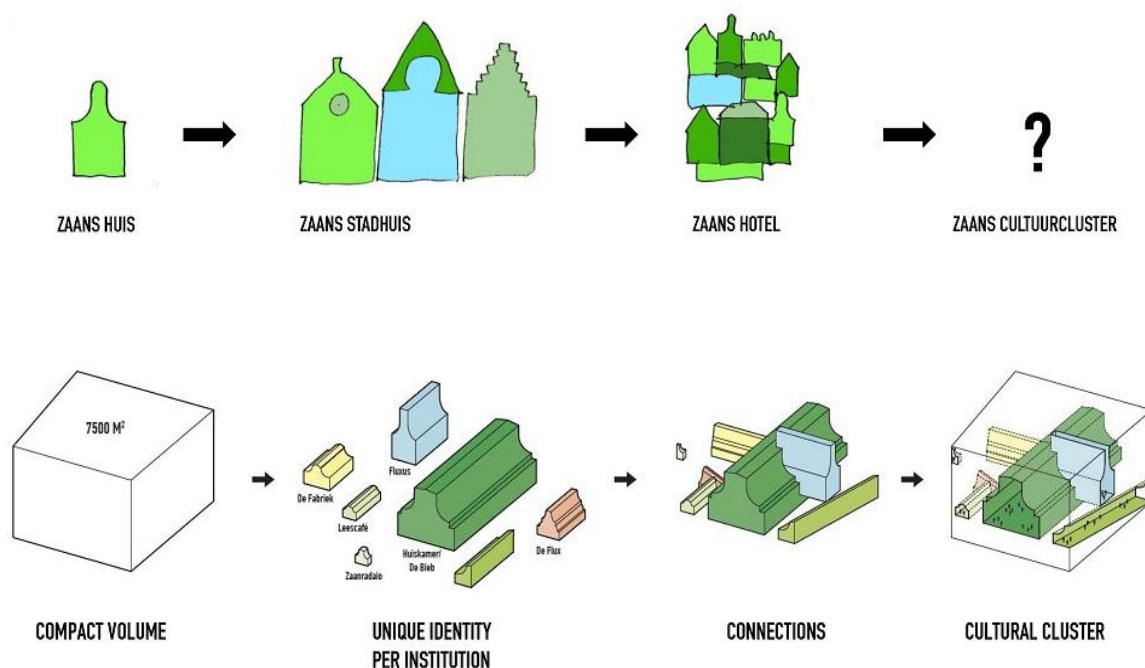 ?
ZAANS HUIS
ZAANS STADHUIS
ZAANS HOTEL
ZAANS CULTUURCLUSTER
7500 M²
Fluxus
De Fabriek
Leescafé
Zaanradaio
Huiskamer/
De Bieb
De Flux
COMPACT VOLUME
UNIQUE IDENTITY
PER INSTITUTION
CONNECTIONS
CULTURAL CLUSTER